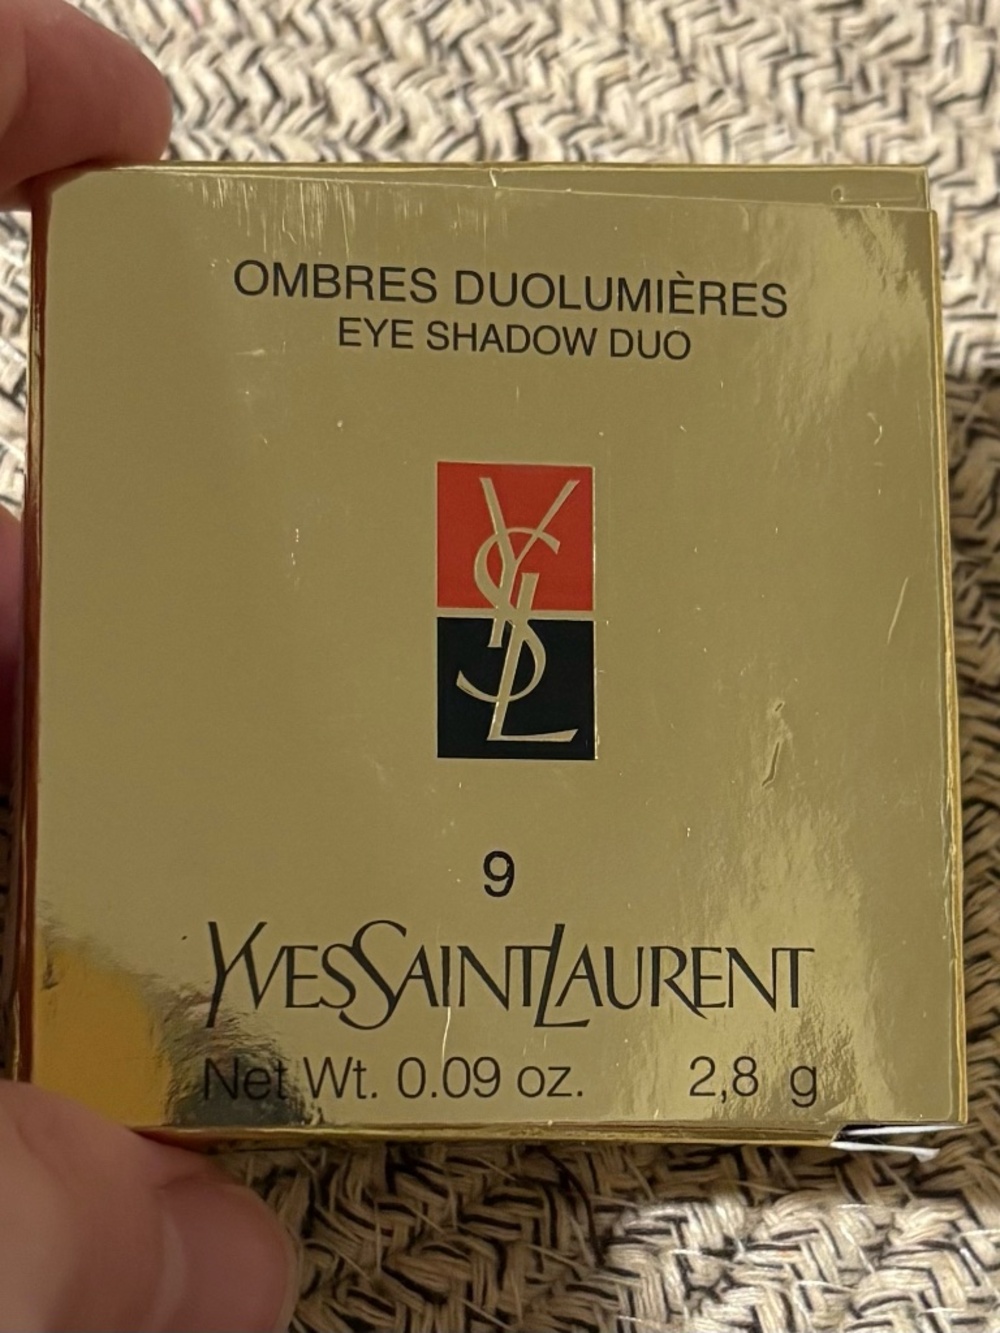 OMBRES DUOLUMIÈRES
EYE SHADOW DUO
YSL
9
YVESSAINTLAURENT
Net Wt. 0.09 oz. 2,8 g